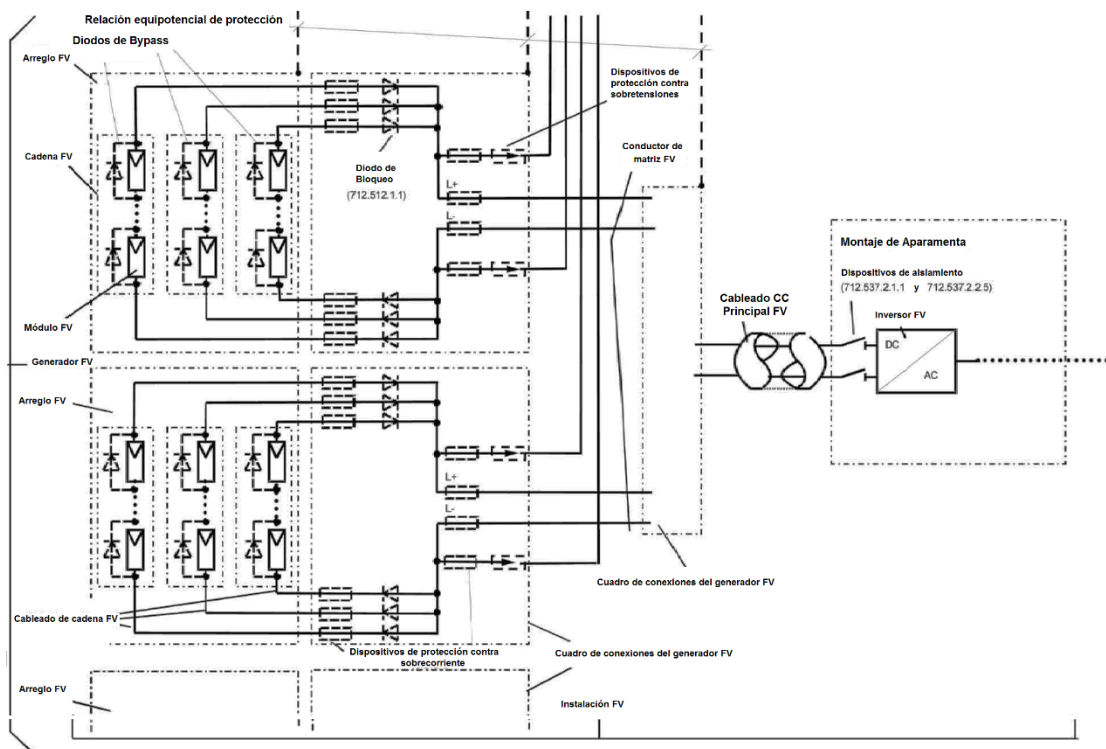 Relación equipotencial de protección
Diodos de Bypass
Arreglo FV
Dispositivos de
protección contra
sobretensiones
Cadena FV
Diodo de
Bloqueo
(712.512.1.1)
Conductor de
matriz FV
L+
L-
Montaje de Aparamenta
Dispositivos de aislamiento
(712.537.2.1.1 y 712.537.2.2.5)
Cableado CC
Principal FV
Inversor FV
DC
AC
Módulo FV
Generador FV
Arreglo FV
L+
L-
Cuadro de conexiones del generador FV
Cableado de cadena FV
Dispositivos de protección contra
sobrecorriente
Cuadro de conexiones del generador FV
Arreglo FV
Instalación FV